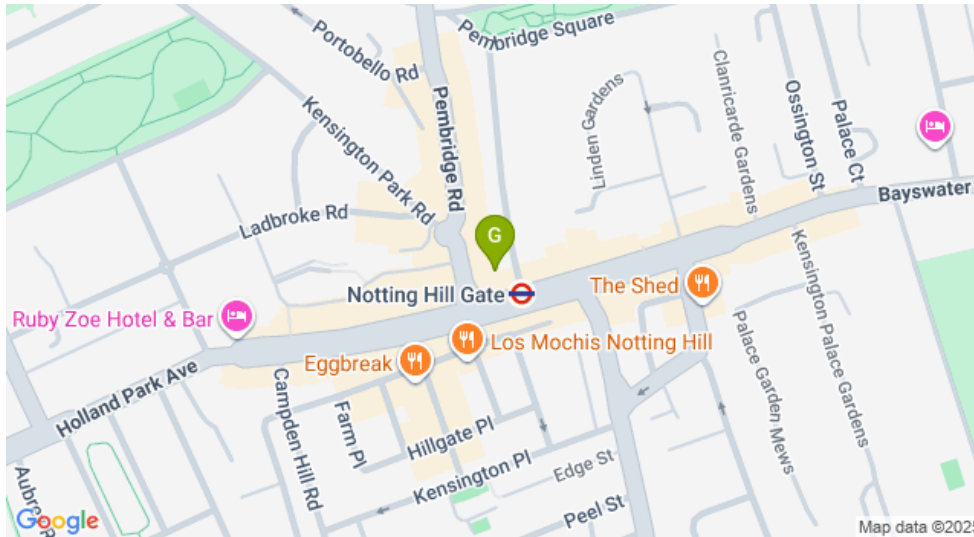 Pembridge Square
Portobello Rd
Kensington Park Rd
Pembridge Rd
Linden Gardens
Clanricarde Gardens
Ossington St
Palace Ct
Bayswater
Ladbroke Rd
G
Notting Hill Gate
The Shed
Ruby Zoe Hotel & Bar
Los Mochis Notting Hill
Eggbreak
Kensington Palace Gardens
Palace Garden Mews
Holland Park Ave
Campden Hill Rd
Farm Pl
Hillgate Pl
Kensington Pl
Edge St
Peel St
Google
Map data ©2025